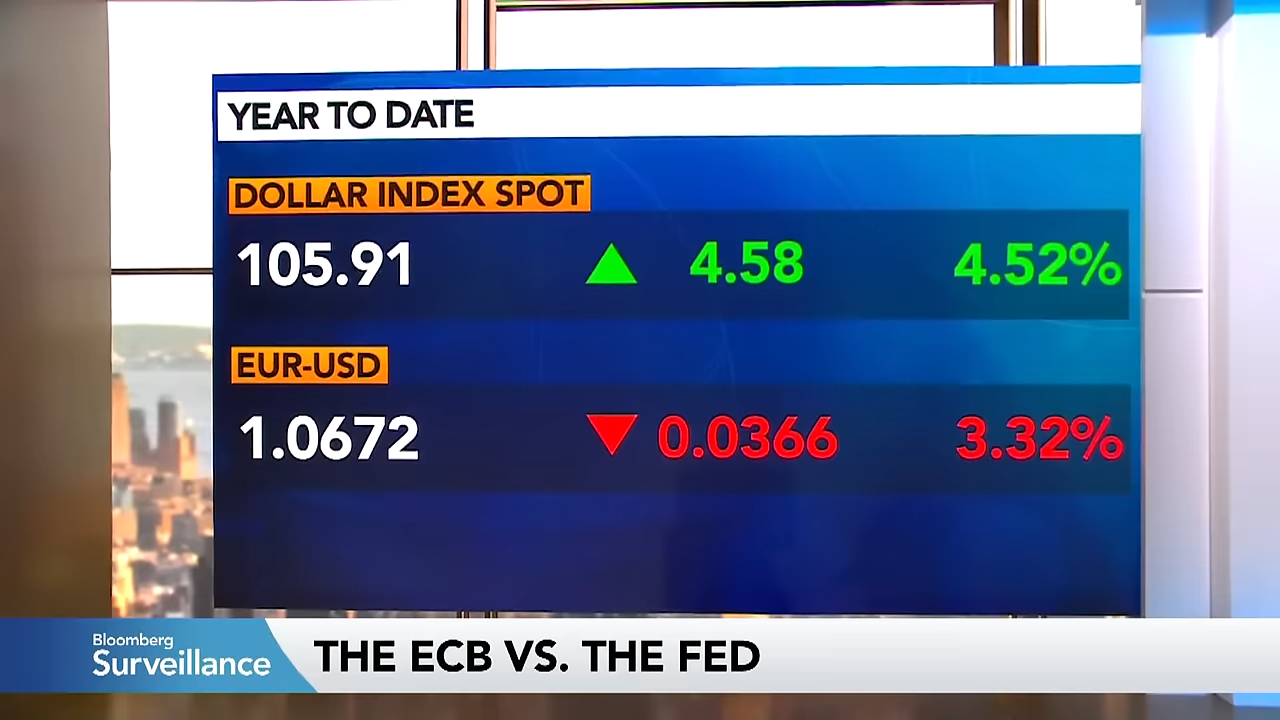 YEAR TO DATE
DOLLAR INDEX SPOT
105.91 ▲ 4.58 4.52%
EUR-USD
1.0672 ▼ 0.0366 3.32%
Bloomberg
Surveillance
THE ECB VS. THE FED